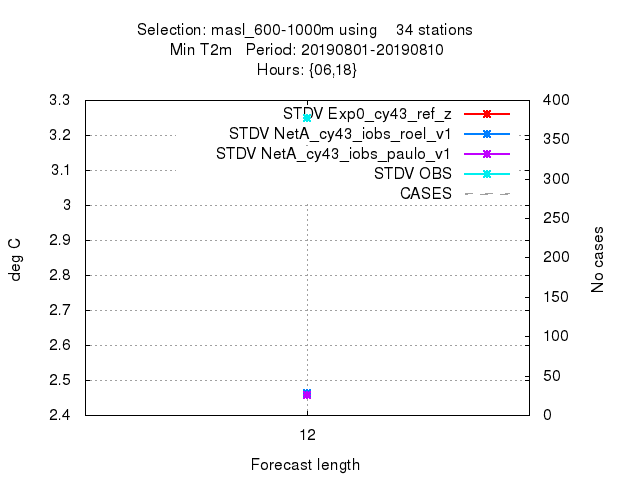 Selection: masl_600-1000m using    34 stations
Min T2m   Period: 20190801-20190810
Hours: {06,18}
STDV Exp0_cy43_ref_z
STDV NetA_cy43_iobs_roel_v1
STDV NetA_cy43_iobs_paulo_v1
STDV OBS
CASES
3.3
3.2
3.1
3
2.9
2.8
2.7
2.6
2.5
2.4
deg C
400
350
300
250
200
150
100
50
0
No cases
12
Forecast length